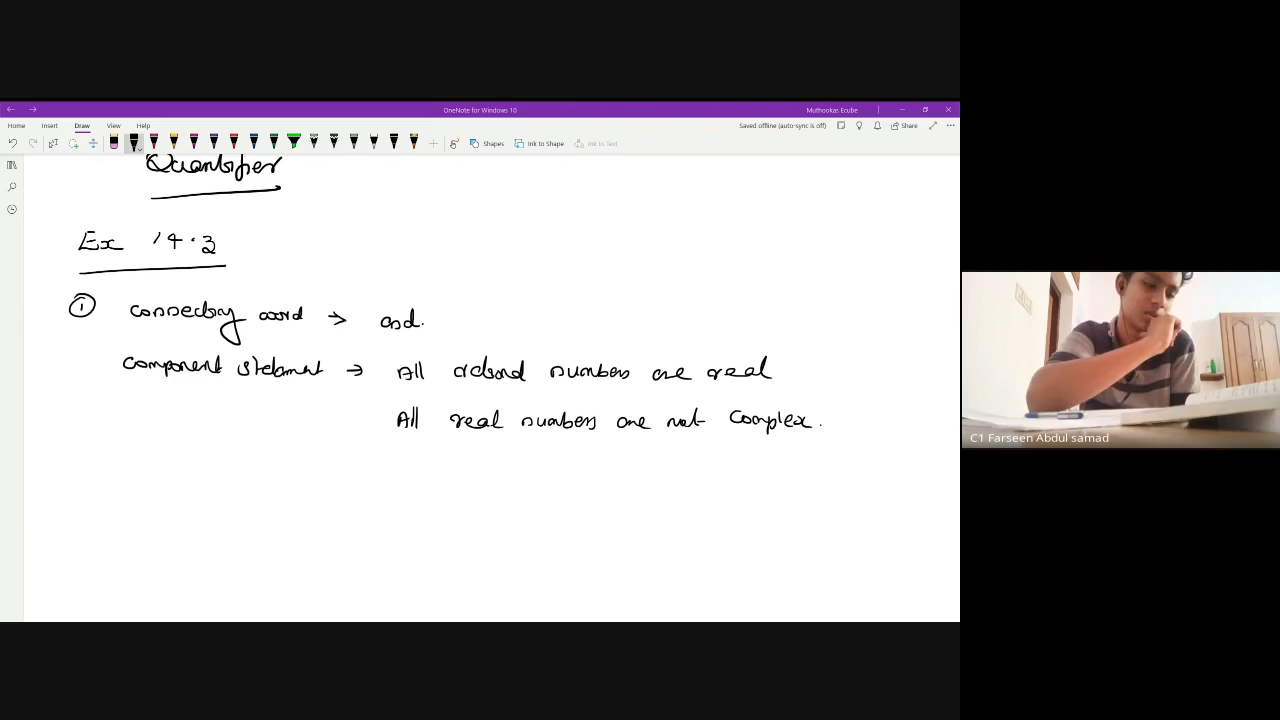 OneNote for Windows 10
Muthookas Ecube
Home Insert Draw View Help
Saved offline (auto-sync is off)
Share
Shapes
Ink to Shape
Ink to Text
Quantifier
Ex 14.3
① Connecting word → and.
Component statement → All rational numbers are real
All real numbers are not complex.
C1 Farseen Abdul samad